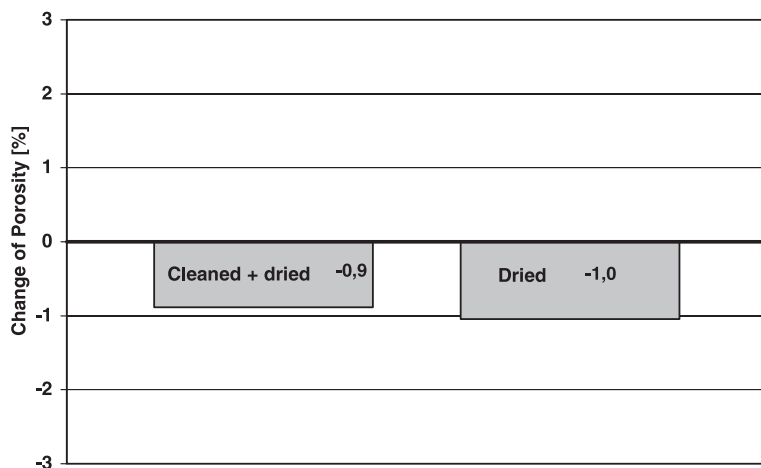 3
2
1
0
-1
-2
-3
Change of Porosity [%]
Cleaned + dried -0,9
Dried -1,0